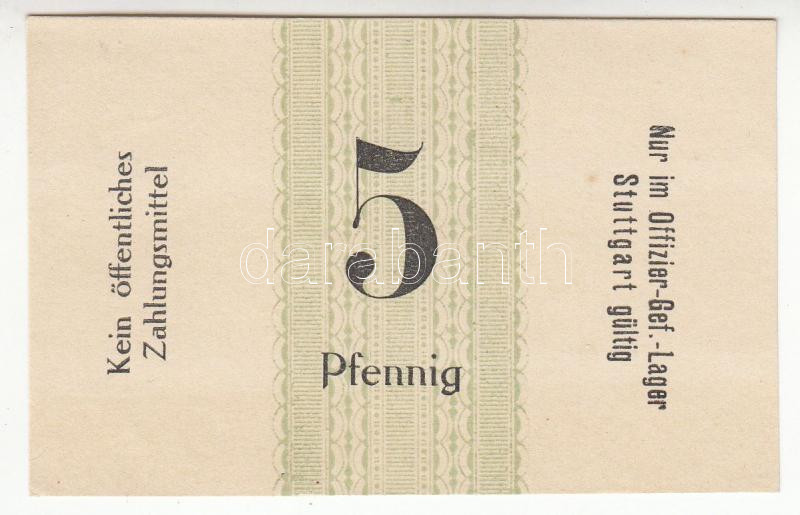 Kein öffentliches
Zahlungsmittel
5
Pfennig
Nur im Offizier-Gef.-Lager
Stuttgart gültig
darabanth